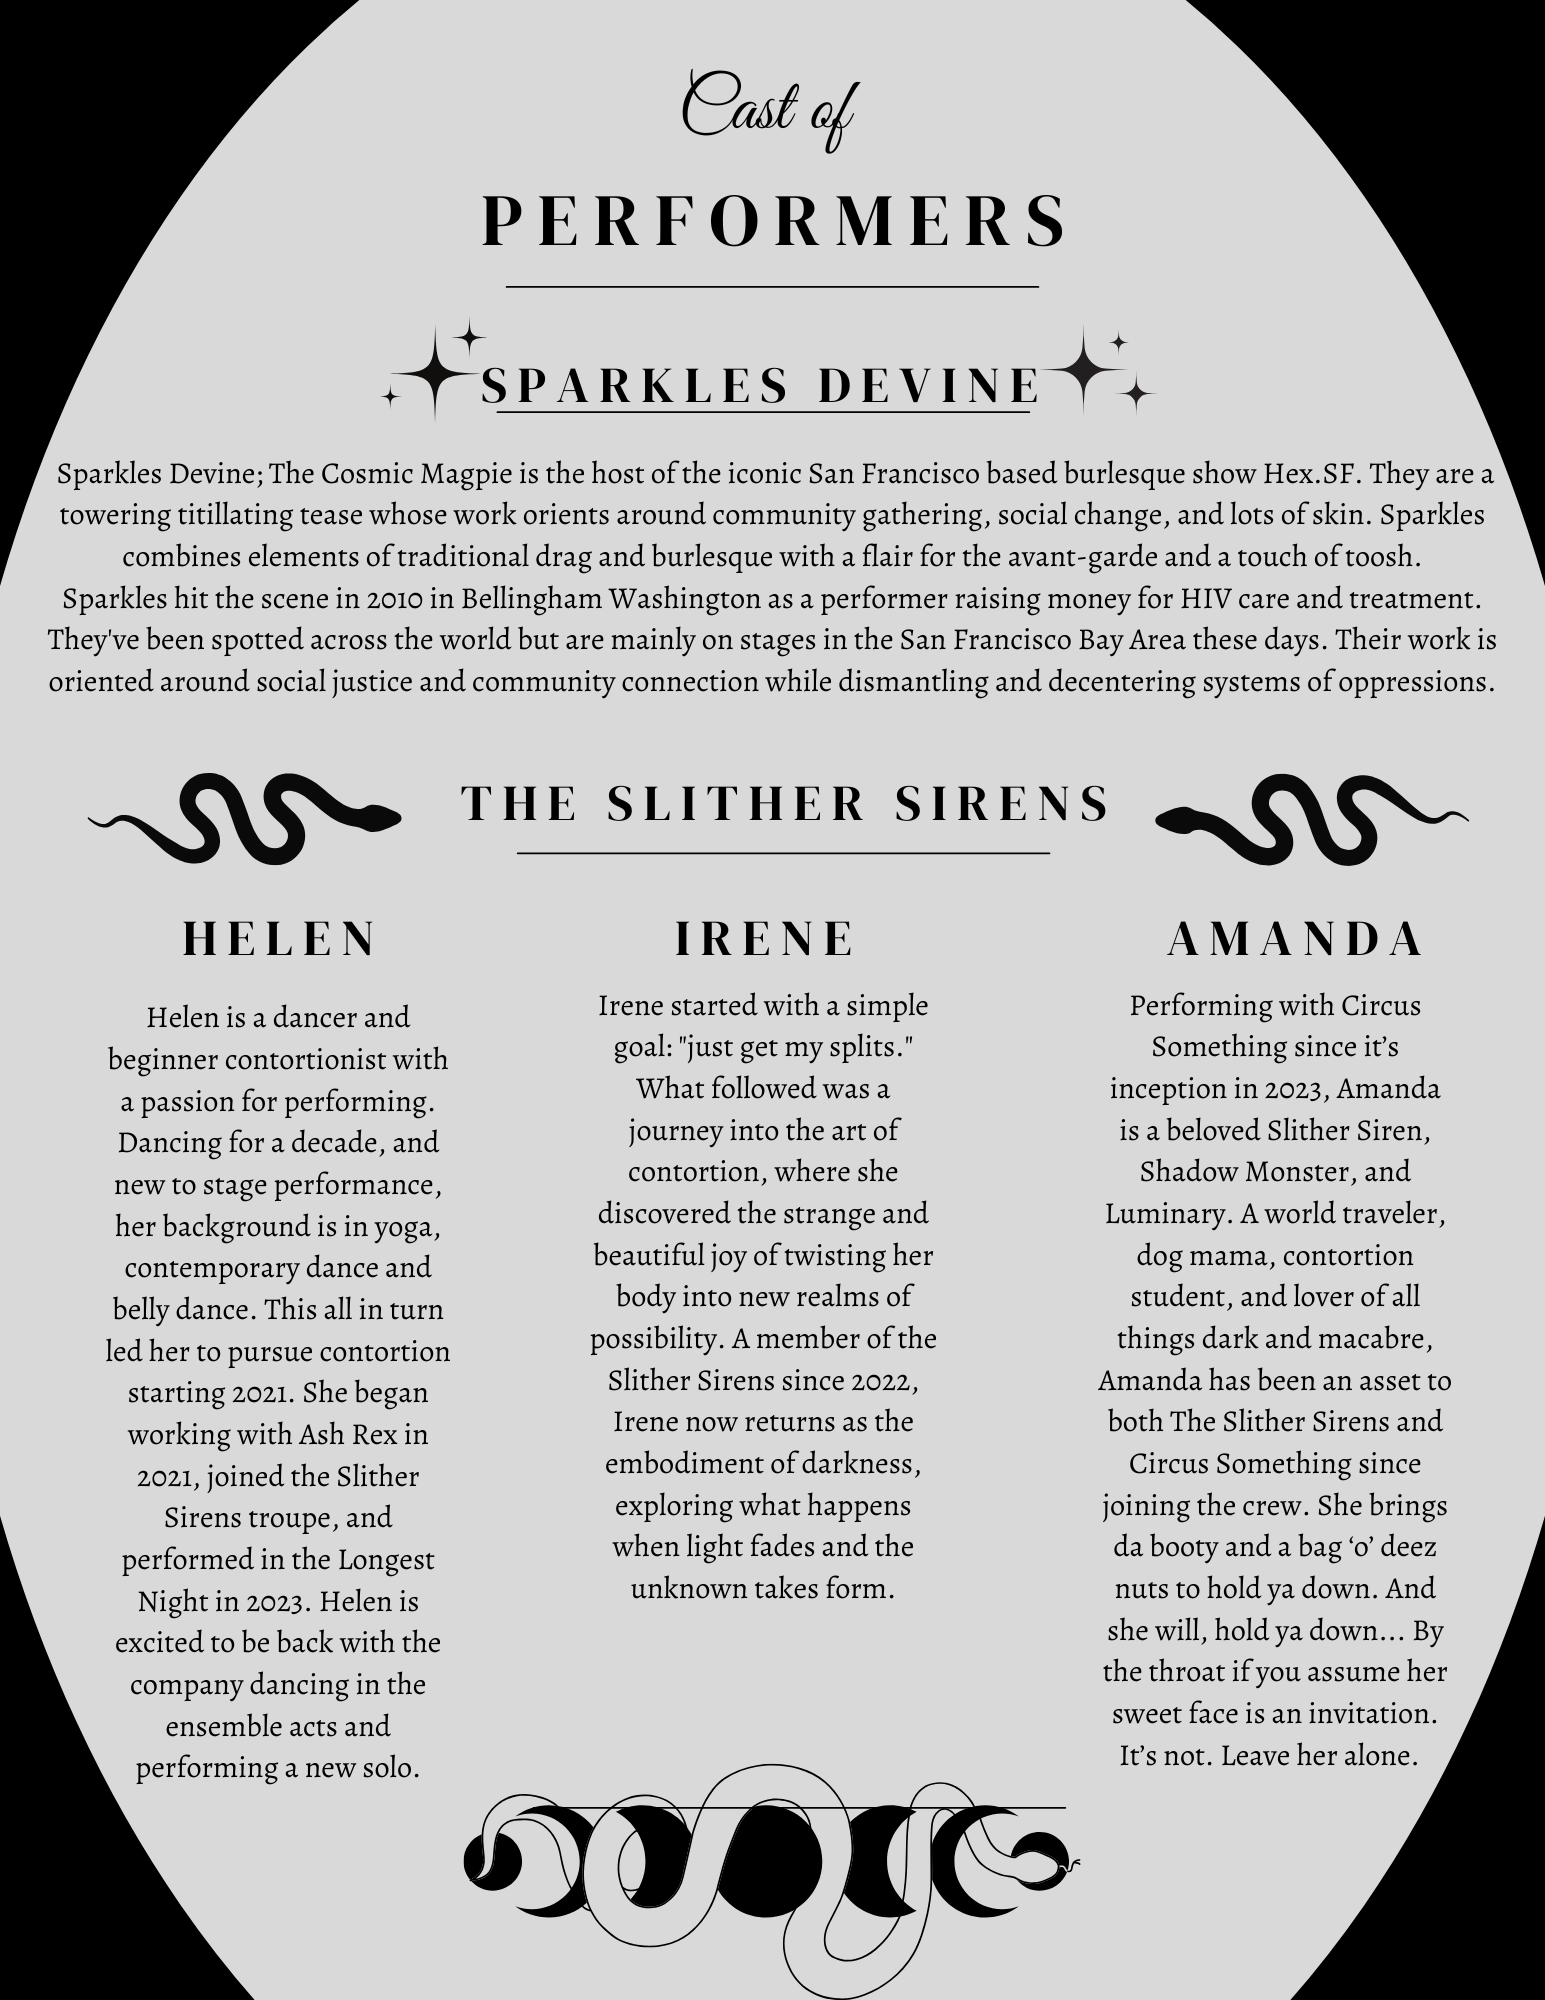 Cast of
PERFORMERS
SPARKLES DEVINE
Sparkles Devine; The Cosmic Magpie is the host of the iconic San Francisco based burlesque show Hex.SF. They are a
towering titillating tease whose work orients around community gathering, social change, and lots of skin. Sparkles
combines elements of traditional drag and burlesque with a flair for the avant-garde and a touch of toosh.
Sparkles hit the scene in 2010 in Bellingham Washington as a performer raising money for HIV care and treatment.
They've been spotted across the world but are mainly on stages in the San Francisco Bay Area these days. Their work is
oriented around social justice and community connection while dismantling and decentering systems of oppressions.
THE SLITHER SIRENS
HELEN
Helen is a dancer and
beginner contortionist with
a passion for performing.
Dancing for a decade, and
new to stage performance,
her background is in yoga,
contemporary dance and
belly dance. This all in turn
led her to pursue contortion
starting 2021. She began
working with Ash Rex in
2021, joined the Slither
Sirens troupe, and
performed in the Longest
Night in 2023. Helen is
excited to be back with the
company dancing in the
ensemble acts and
performing a new solo.
IRENE
Irene started with a simple
goal: "just get my splits."
What followed was a
journey into the art of
contortion, where she
discovered the strange and
beautiful joy of twisting her
body into new realms of
possibility. A member of the
Slither Sirens since 2022,
Irene now returns as the
embodiment of darkness,
exploring what happens
when light fades and the
unknown takes form.
AMANDA
Performing with Circus
Something since it’s
inception in 2023, Amanda
is a beloved Slither Siren,
Shadow Monster, and
Luminary. A world traveler,
dog mama, contortion
student, and lover of all
things dark and macabre,
Amanda has been an asset to
both The Slither Sirens and
Circus Something since
joining the crew. She brings
da booty and a bag ‘o’ deez
nuts to hold ya down. And
she will, hold ya down... By
the throat if you assume her
sweet face is an invitation.
It’s not. Leave her alone.